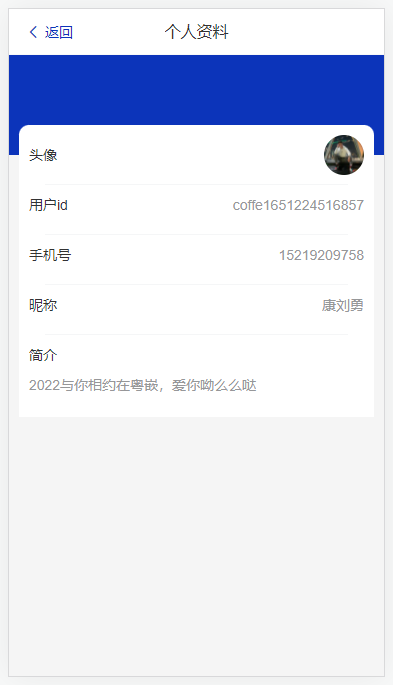 返回 个人资料
头像
用户id coffe1651224516857
手机号 15219209758
昵称 康刘勇
简介
2022与你相约在粤嵌，爱你呦么么哒